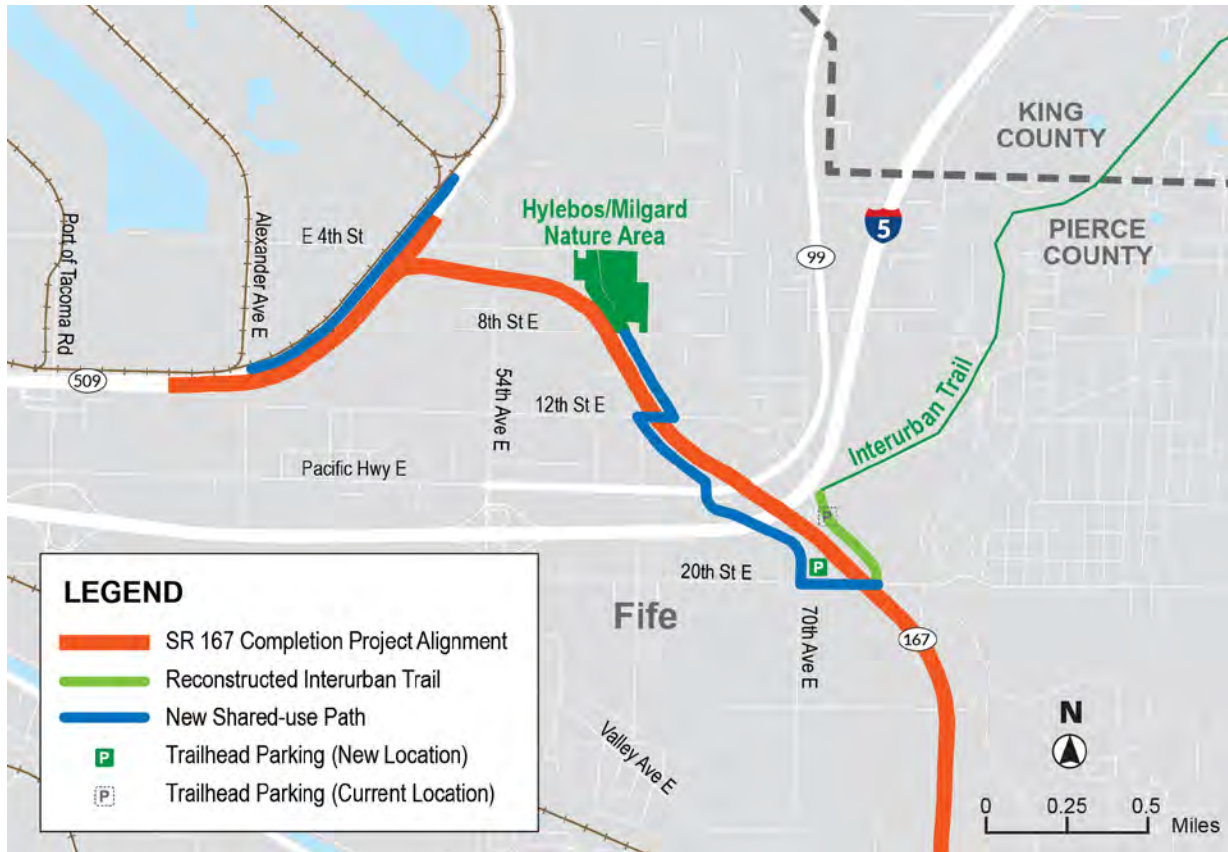 KING
COUNTY
PIERCE
COUNTY
5
99
Hylebos/Milgard
Nature Area
E 4th St
Port of Tacoma Rd
Alexander Ave E
8th St E
509
54th Ave E
12th St E
Interurban Trail
Pacific Hwy E
P
P
20th St E
Fife
70th Ave E
167
Valley Ave E
LEGEND
SR 167 Completion Project Alignment
Reconstructed Interurban Trail
New Shared-use Path
P
Trailhead Parking (New Location)
P
Trailhead Parking (Current Location)
N
0 0.25 0.5
Miles